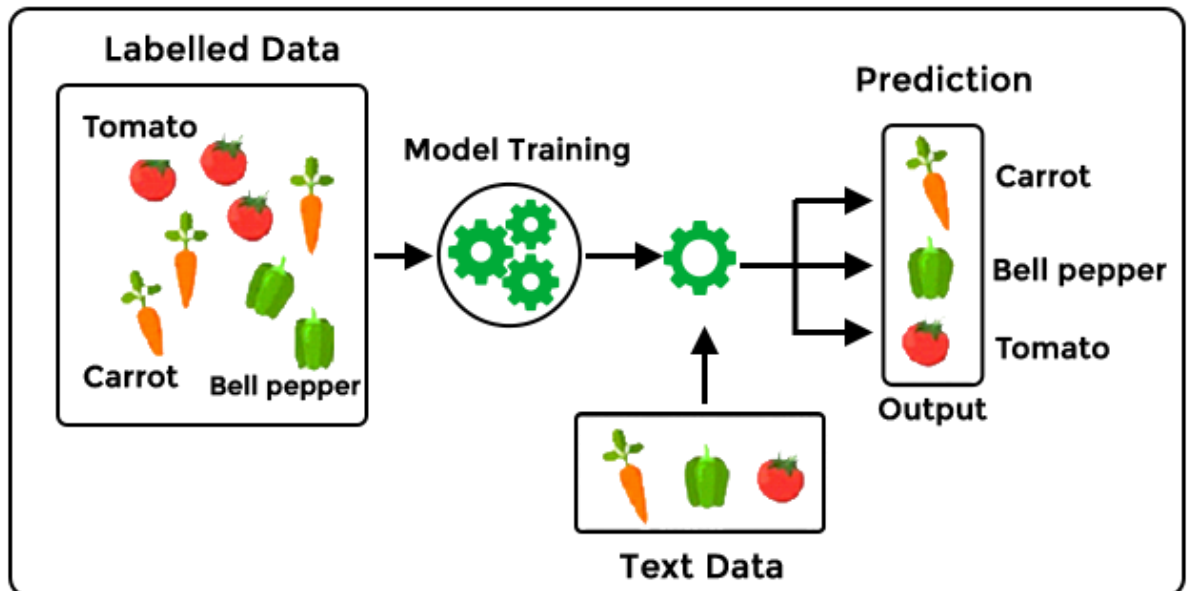 Labelled Data
Tomato
Carrot
Bell pepper
Model Training
Text Data
Prediction
Carrot
Bell pepper
Tomato
Output